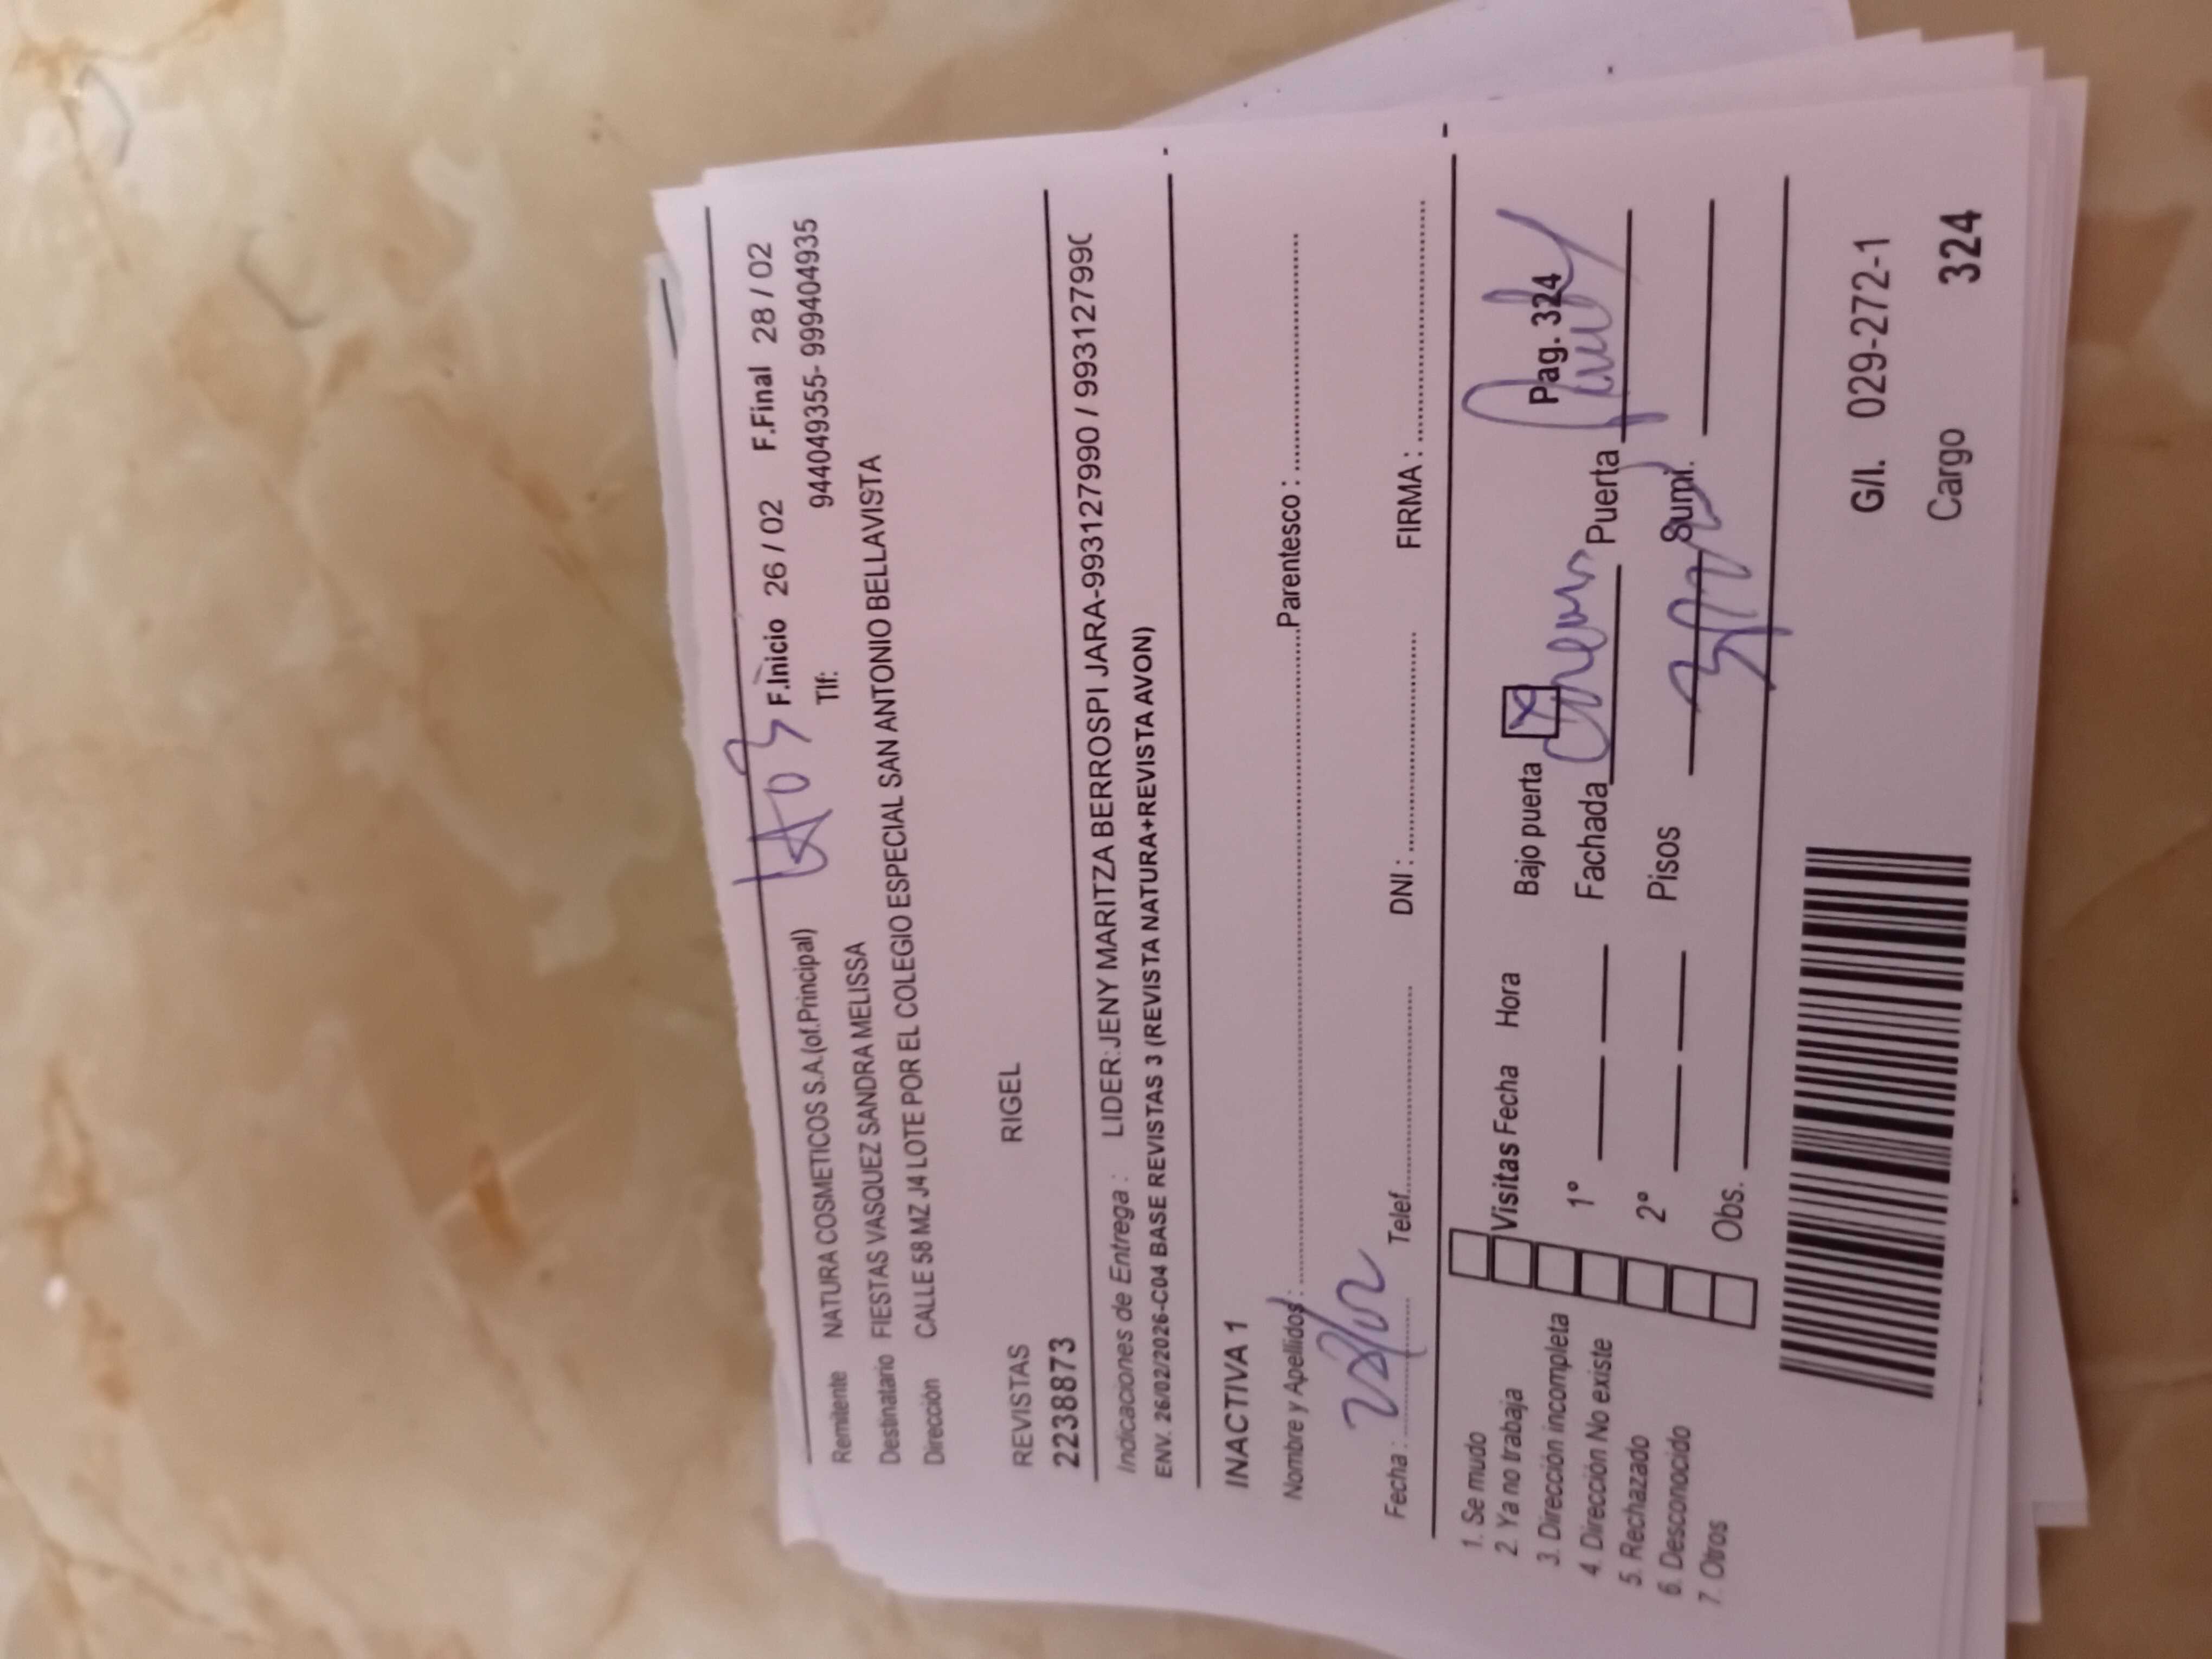 F.Inicio 26 / 02 F.Final 28 / 02
Remitente NATURA COSMETICOS S.A.(of.Principal) Tlf: 944049355- 999404935
Destinatario FIESTAS VASQUEZ SANDRA MELISSA
Dirección CALLE 58 MZ J4 LOTE POR EL COLEGIO ESPECIAL SAN ANTONIO BELLAVISTA
REVISTAS RIGEL
2238873
Indicaciones de Entrega : LIDER:JENY MARITZA BERROSPI JARA-993127990 / 99312799
ENV. 26/02/2026-C04 BASE REVISTAS 3 (REVISTA NATURA+REVISTA AVON)
INACTIVA 1
Nombre y Apellidos : Parentesco :
Fecha : 28/02 Telef. DNI : FIRMA :
1. Se mudo
2 Ya no trabaja
3. Dirección incompleta
4. Dirección No existe
5. Rechazado
6. Desconocido
7. Otros
Visitas Fecha Hora Bajo puerta X Pag. 324
1° Fachada Puerta
2° Pisos Sumi.
Obs.
G/I. 029-272-1
Cargo 324